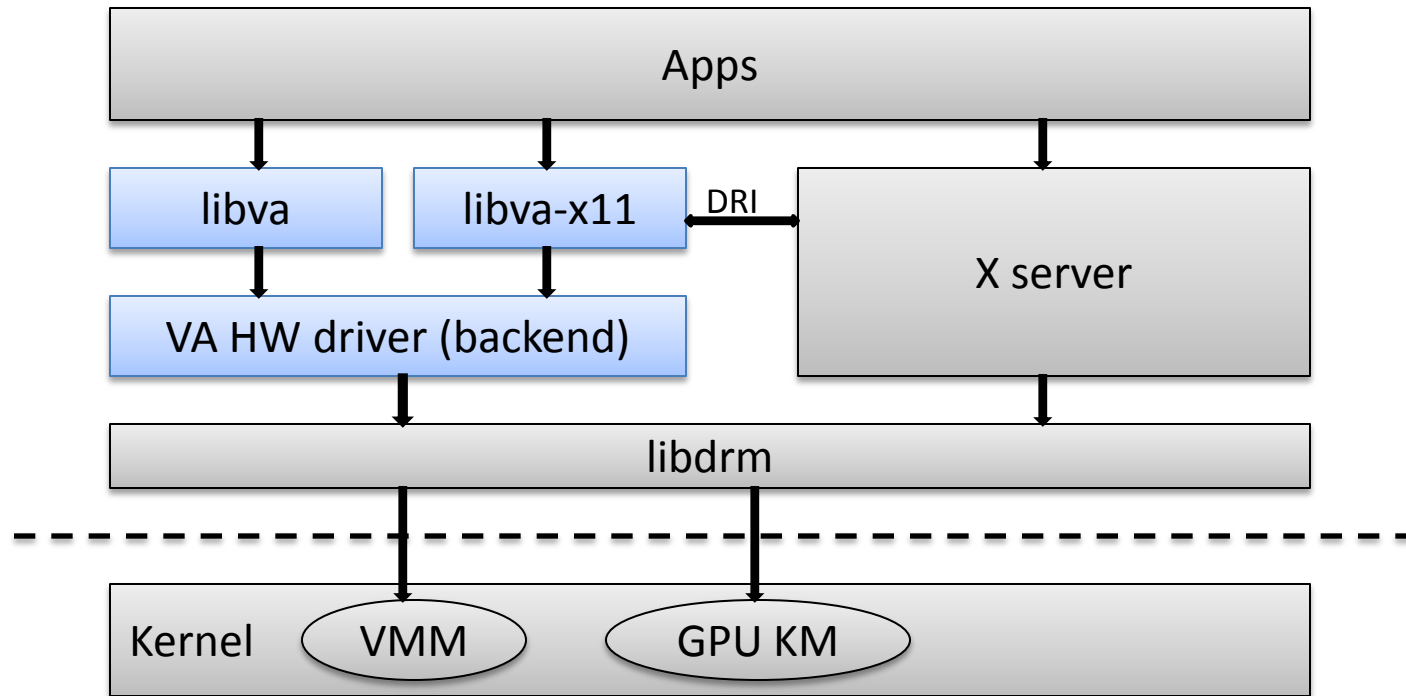 Apps
libva
libva-x11
DRI
X server
VA HW driver (backend)
libdrm
Kernel
VMM
GPU KM